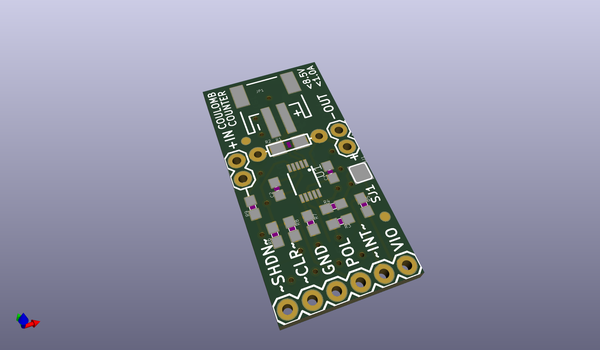 COULOMB
COUNTER
<8.5V
<1.0A
+IN
-OUT
+
-
+
SJ1
~SHDN~
~CLR~
GND
POL
~INT~
VIO